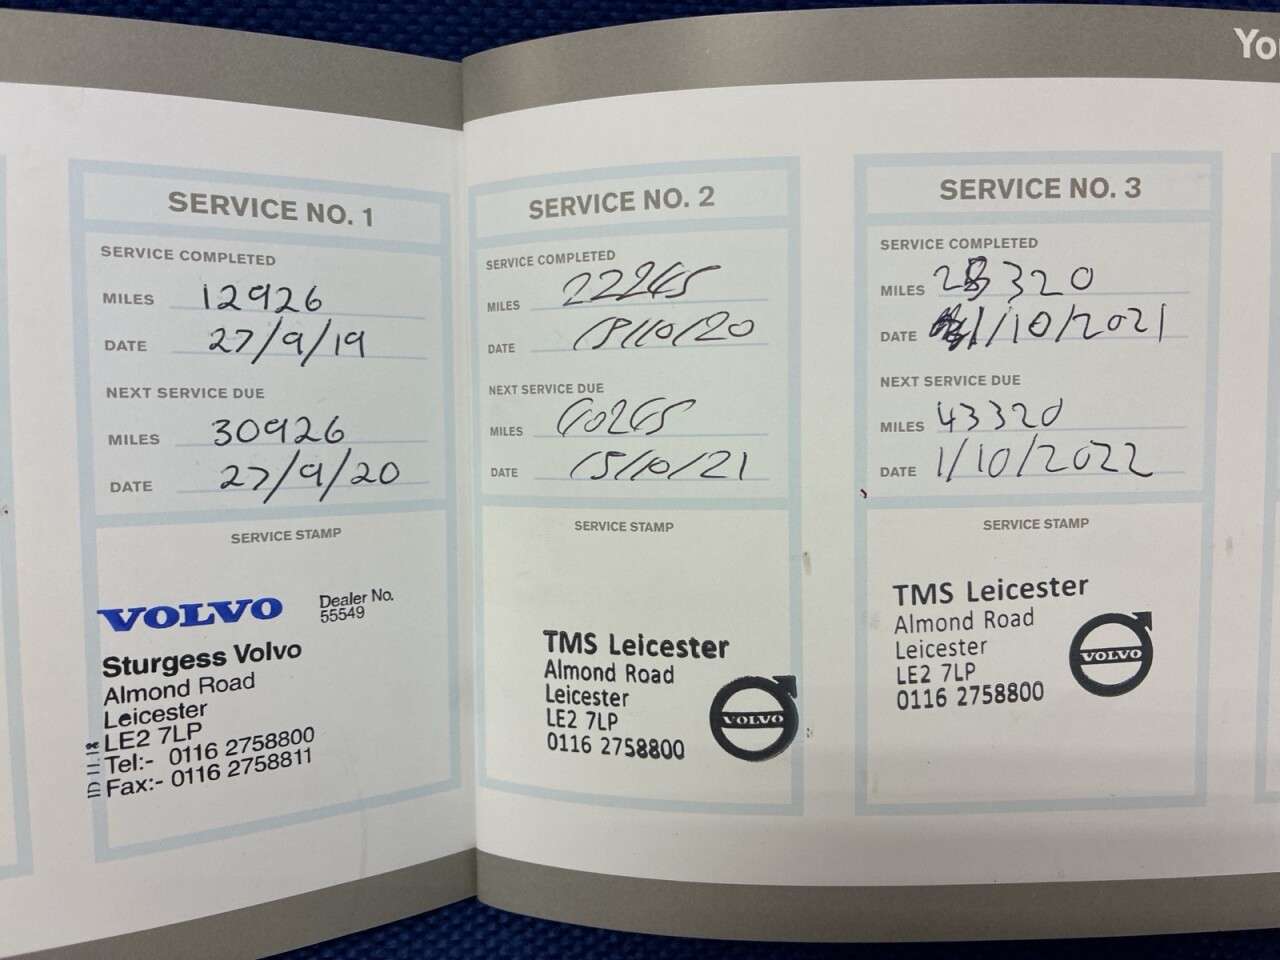 You
SERVICE NO. 1
SERVICE COMPLETED
MILES 12926
DATE 27/9/19
NEXT SERVICE DUE
MILES 30926
DATE 27/9/20
SERVICE STAMP
VOLVO
Dealer No.
55549
Sturgess Volvo
Almond Road
Leicester
LE2 7LP
Tel:- 0116 2758800
Fax:- 0116 2758811
SERVICE NO. 2
SERVICE COMPLETED
MILES 22265
DATE 15/10/20
NEXT SERVICE DUE
MILES 40265
DATE 15/10/21
SERVICE STAMP
TMS Leicester
Almond Road
Leicester
LE2 7LP
0116 2758800
VOLVO
SERVICE NO. 3
SERVICE COMPLETED
MILES 28320
DATE 1/10/2021
NEXT SERVICE DUE
MILES 43320
DATE 1/10/2022
SERVICE STAMP
TMS Leicester
Almond Road
Leicester
LE2 7LP
0116 2758800
VOLVO